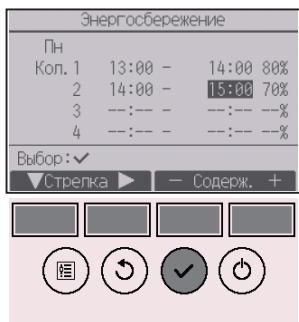 Энергосбережение
Пн
Кол. 1 13:00 – 14:00 80%
2 14:00 – 15:00 70%
3 --:-- – --:-- --%
4 --:-- – --:-- --%
Выбор:✓
▼Стрелка ▶ – Содерж. +